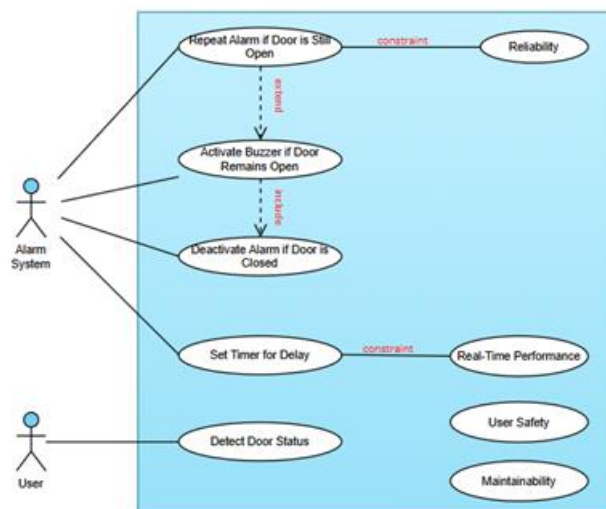 Repeat Alarm if Door is Still
Open
constraint
Reliability
extend
Activate Buzzer if Door
Remains Open
include
Alarm
System
Deactivate Alarm if Door is
Closed
Set Timer for Delay
constraint
Real-Time Performance
User Safety
Detect Door Status
User
Maintainability